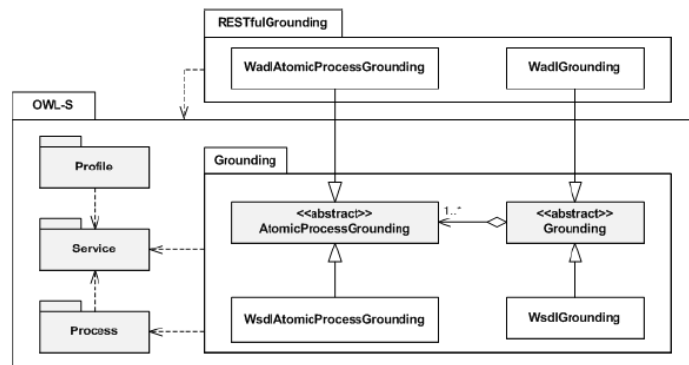 RESTfulGrounding
WadlAtomicProcessGrounding
WadlGrounding
OWL-S
Profile
Grounding
<<abstract>>
AtomicProcessGrounding
1..*
<<abstract>>
Grounding
Service
Process
WsdlAtomicProcessGrounding
WsdlGrounding